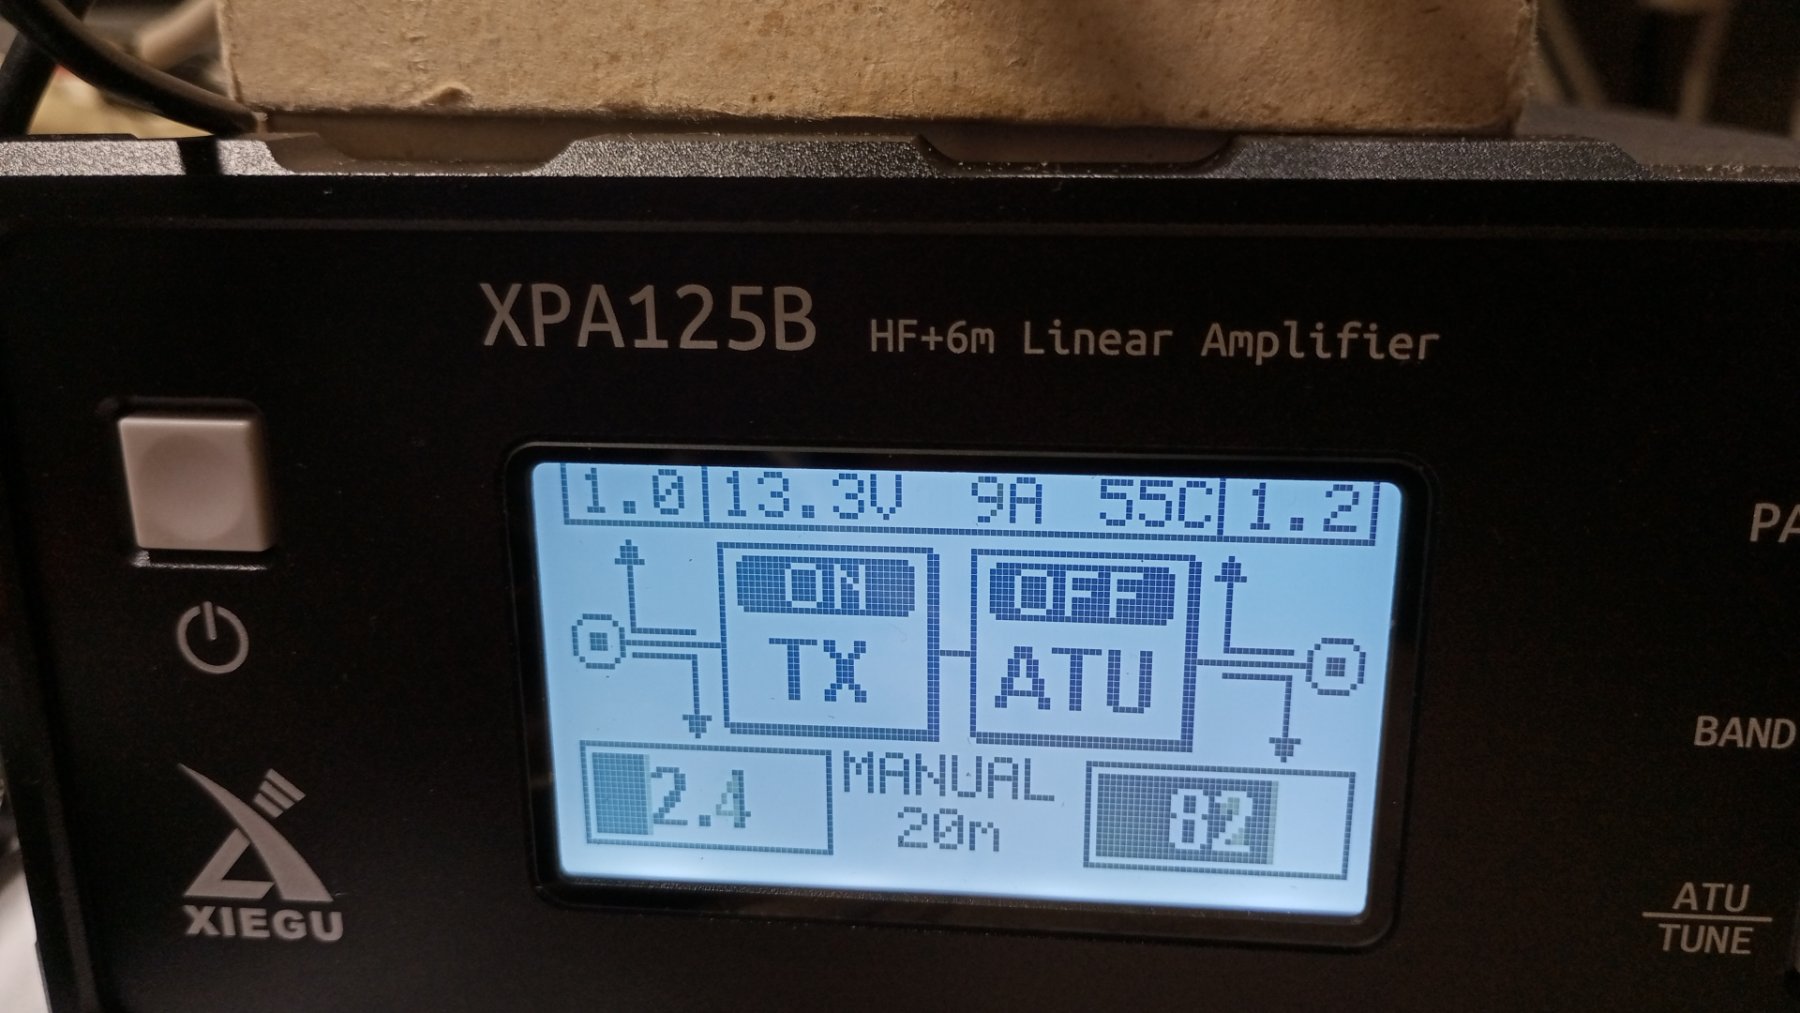 XPA125B HF+6m Linear Amplifier
1.0 13.3V 9A 55C 1.2
ON OFF
TX ATU
2.4 MANUAL 82
20m
PA
BAND
ATU
TUNE
XIEGU